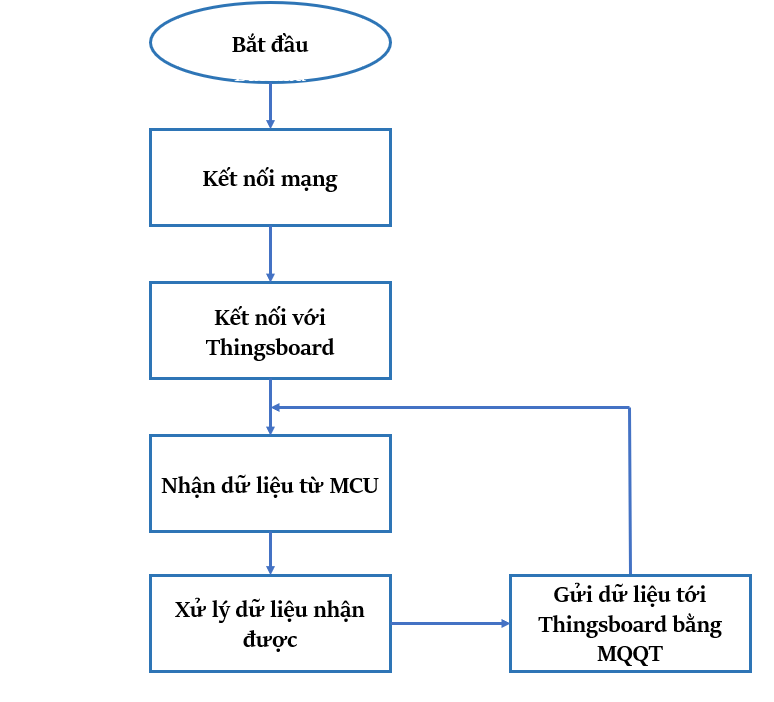 Bắt đầu
Kết nối mạng
Kết nối với
Thingsboard
Nhận dữ liệu từ MCU
Xử lý dữ liệu nhận
được
Gửi dữ liệu tới
Thingsboard bằng
MQQT